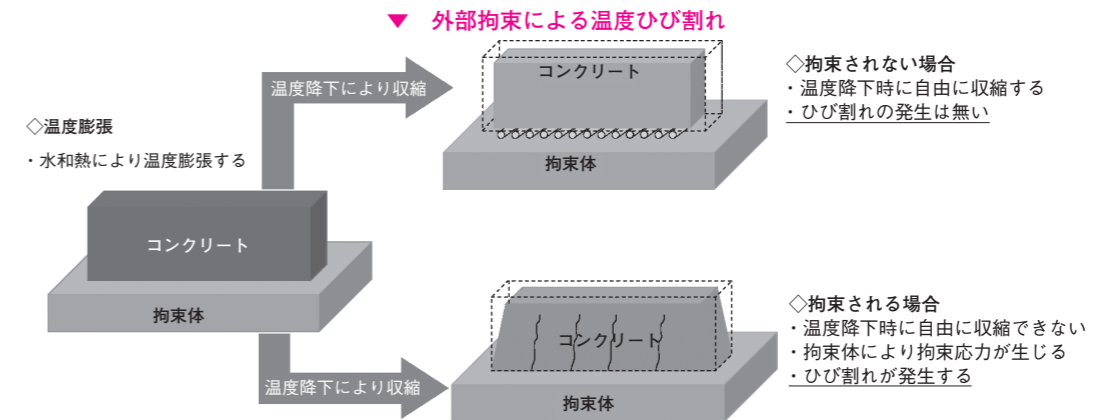 ▼ 外部拘束による温度ひび割れ
◇温度膨張
・水和熱により温度膨張する
コンクリート
拘束体
温度降下により収縮
コンクリート
拘束体
◇拘束されない場合
・温度降下時に自由に収縮する
・ひび割れの発生は無い
温度降下により収縮
コンクリート
拘束体
◇拘束される場合
・温度降下時に自由に収縮できない
・拘束体により拘束応力が生じる
・ひび割れが発生する